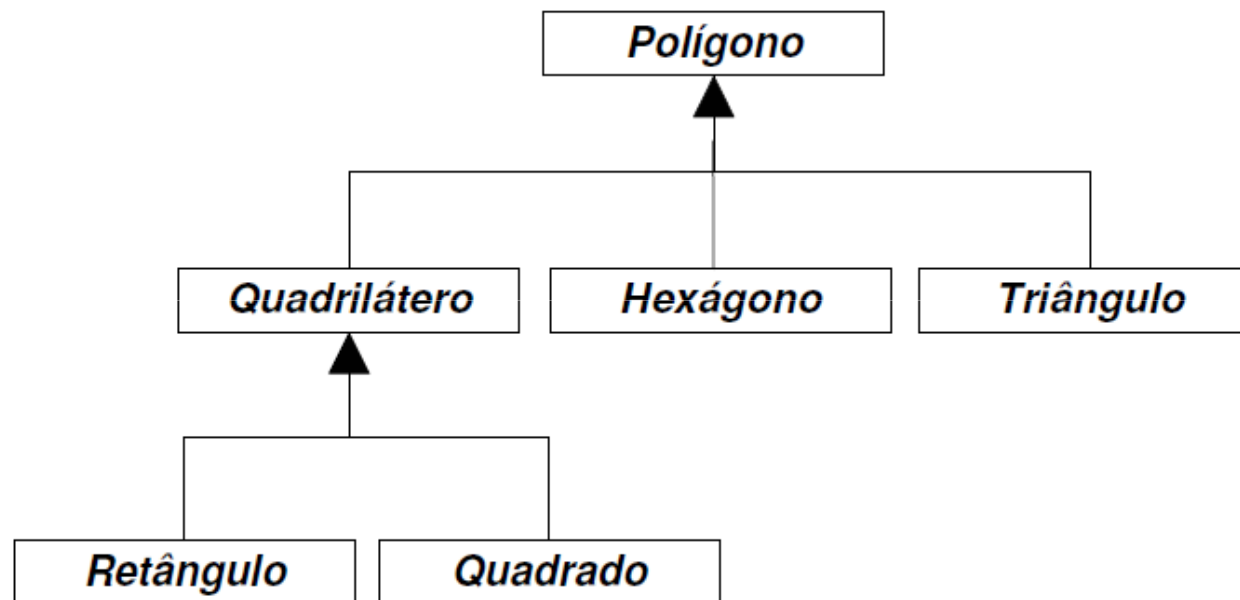 Polígono
Quadrilátero
Hexágono
Triângulo
Retângulo
Quadrado